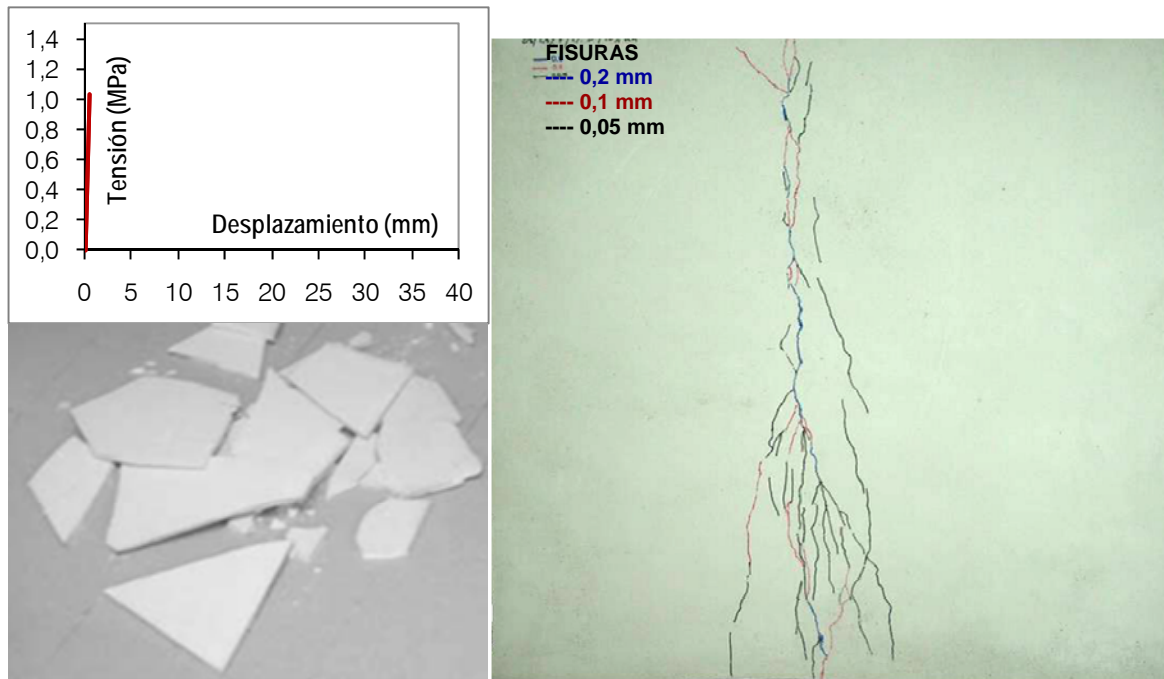 1,4
1,2
1,0
0,8
0,6
0,4
0,2
0,0
Tensión (MPa)
Desplazamiento (mm)
0 5 10 15 20 25 30 35 40
FISURAS
---- 0,2 mm
---- 0,1 mm
---- 0,05 mm